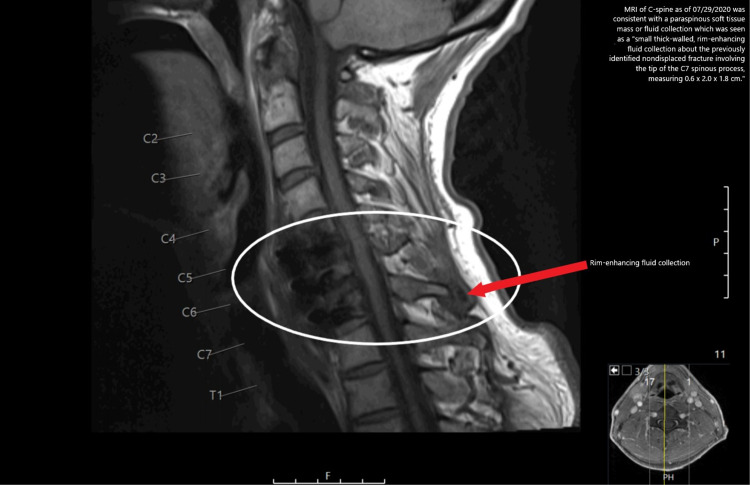 MRI of C-spine as of 07/29/2020 was
consistent with a paraspinous soft tissue
mass or fluid collection which was seen
as a "small thick-walled, rim-enhancing
fluid collection about the previously
identified nondisplaced fracture involving
the tip of the C7 spinous process,
measuring 0.6 x 2.0 x 1.8 cm."
C2
C3
C4
C5
C6
C7
T1
P
Rim-enhancing fluid collection
11
3/3
17 1
F
PH